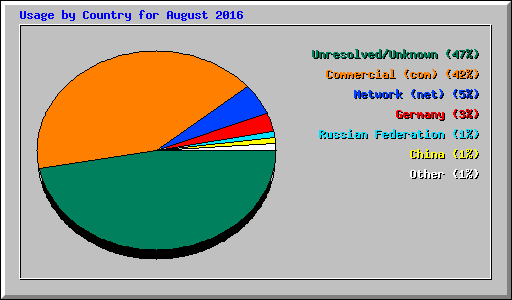 Usage by Country for August 2016
Unresolved/Unknown (47%)
Commercial (com) (42%)
Network (net) (5%)
Germany (3%)
Russian Federation (1%)
China (1%)
Other (1%)